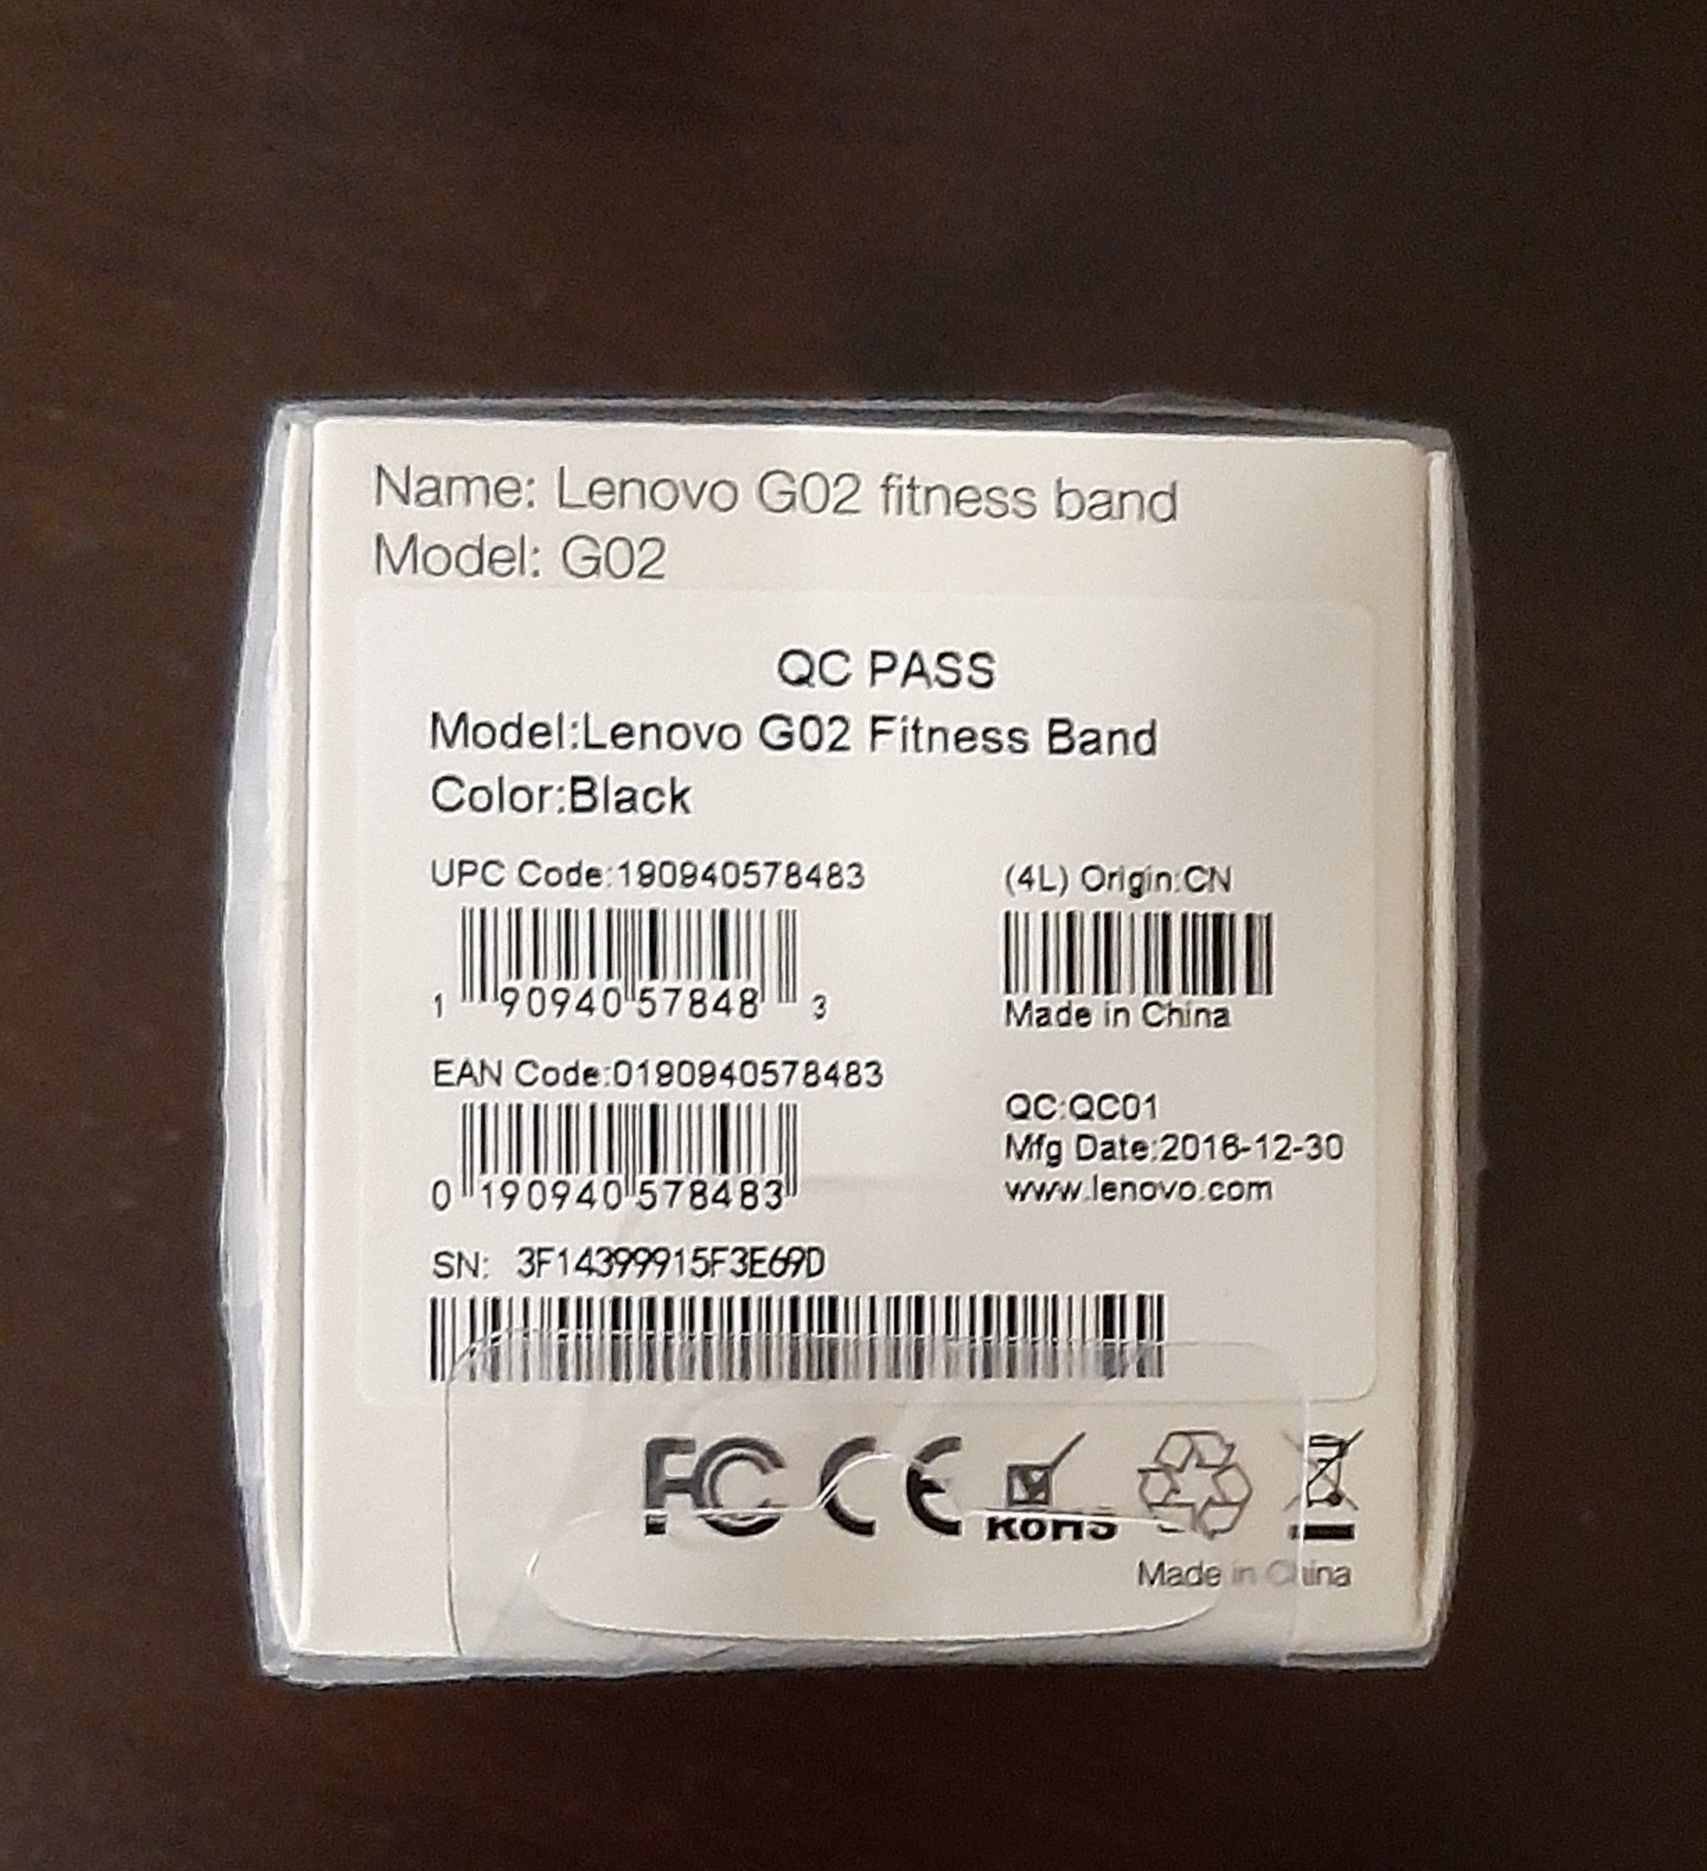 Name: Lenovo G02 fitness band
Model: G02
QC PASS
Model:Lenovo G02 Fitness Band
Color:Black
UPC Code:190940578483
1 90940 57848 3
(4L) Origin:CN
Made in China
EAN Code:0190940578483
0 190940 578483
QC:QC01
Mfg Date:2016-12-30
www.lenovo.com
SN: 3F14399915F3E69D
FC CE RoHS
Made in China